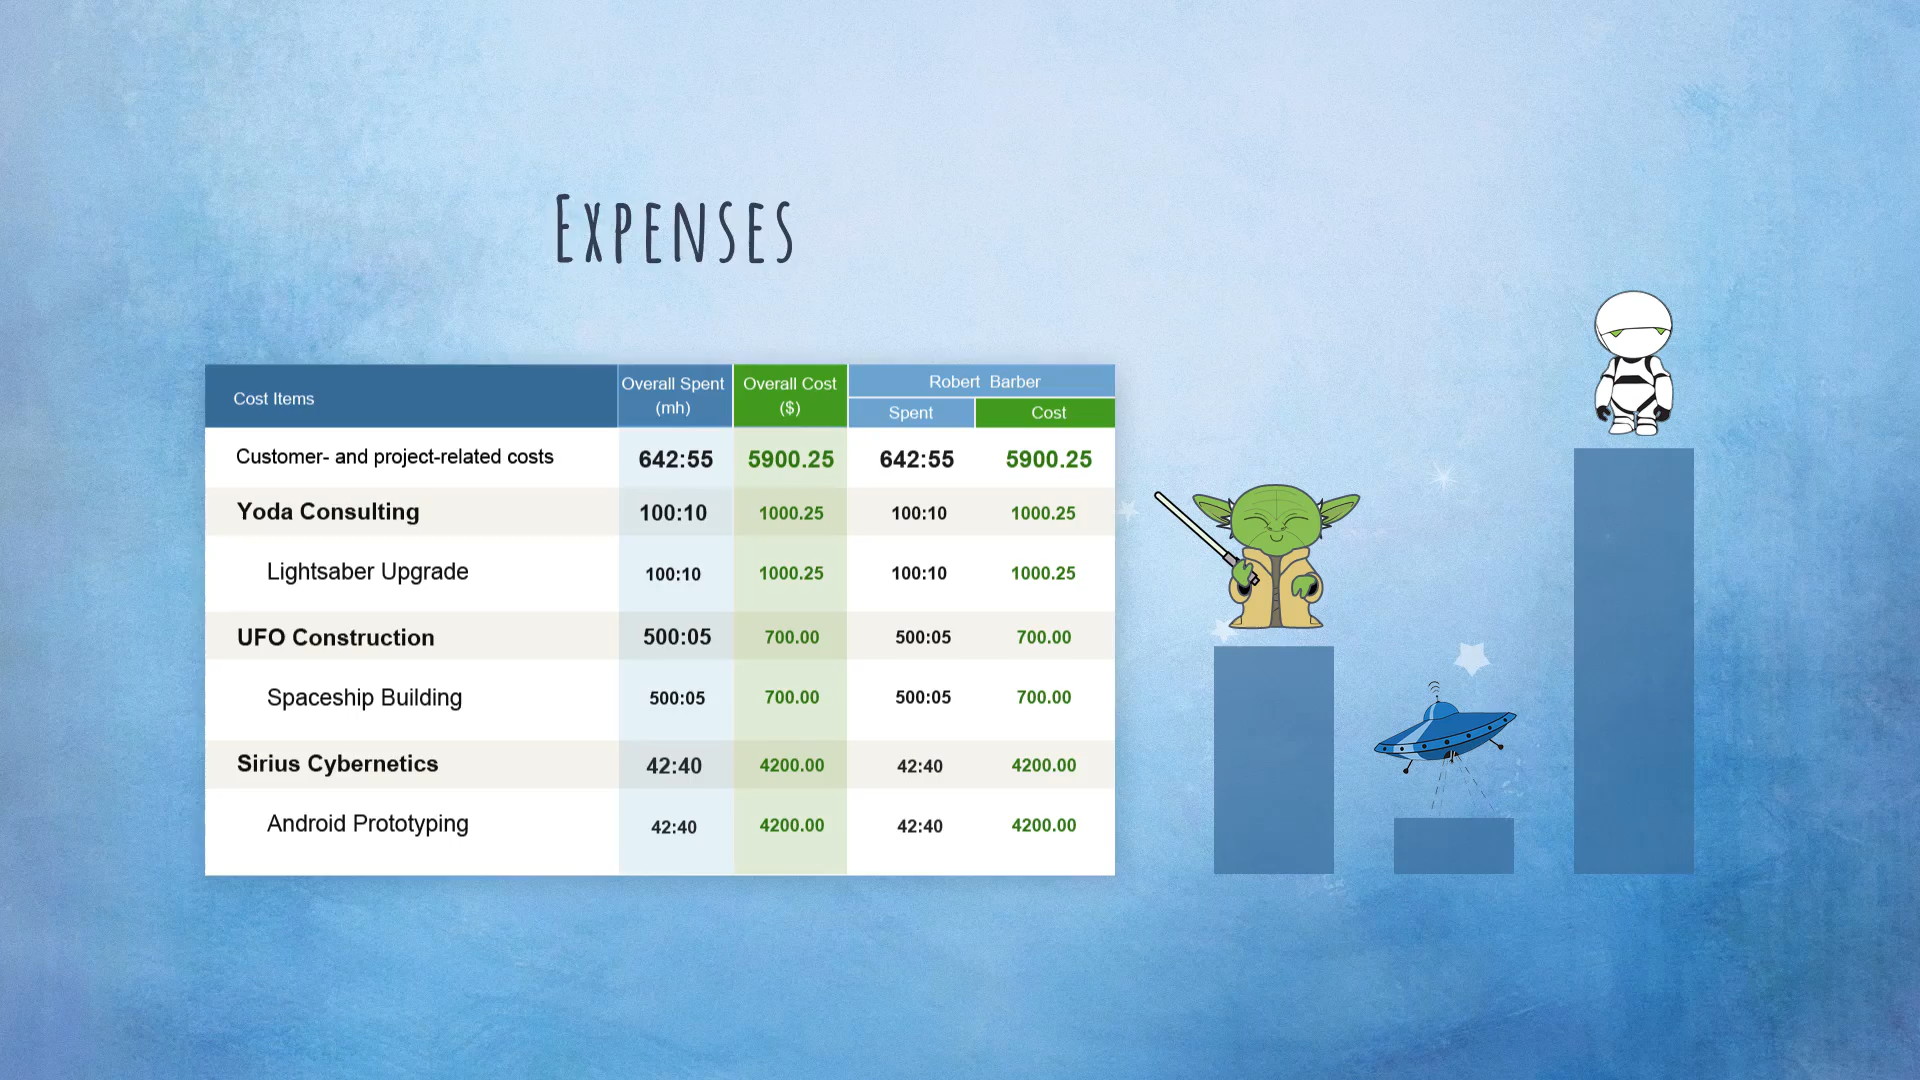 Expenses
Cost Items
Overall Spent
(mh)
Overall Cost
($)
Robert Barber
Spent
Cost
Customer- and project-related costs 642:55 5900.25 642:55 5900.25
Yoda Consulting 100:10 1000.25 100:10 1000.25
Lightsaber Upgrade 100:10 1000.25 100:10 1000.25
UFO Construction 500:05 700.00 500:05 700.00
Spaceship Building 500:05 700.00 500:05 700.00
Sirius Cybernetics 42:40 4200.00 42:40 4200.00
Android Prototyping 42:40 4200.00 42:40 4200.00